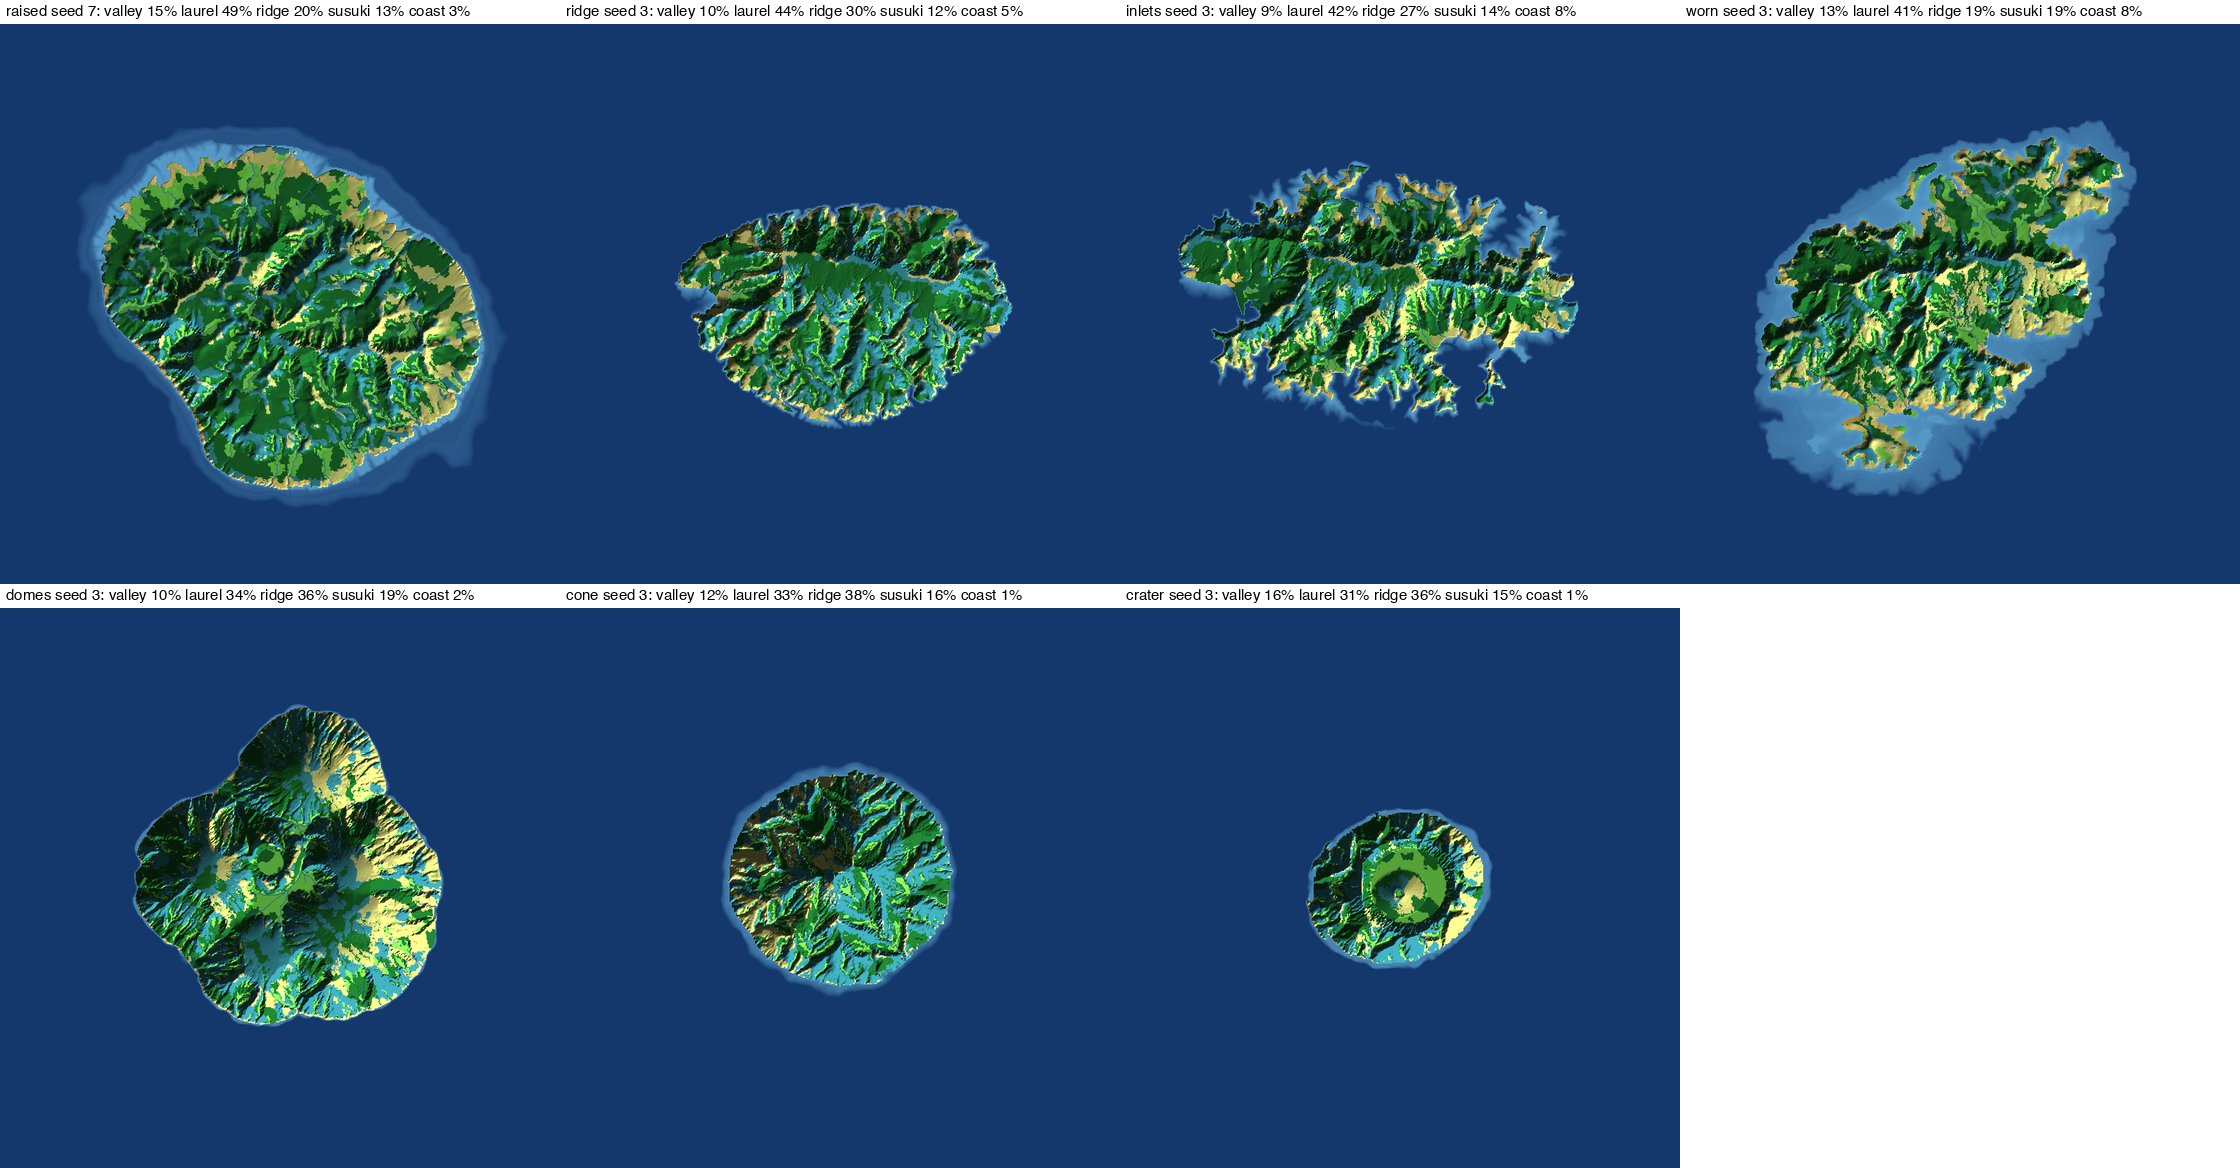 raised seed 7: valley 15% laurel 49% ridge 20% susuki 13% coast 3%
ridge seed 3: valley 10% laurel 44% ridge 30% susuki 12% coast 5%
inlets seed 3: valley 9% laurel 42% ridge 27% susuki 14% coast 8%
worn seed 3: valley 13% laurel 41% ridge 19% susuki 19% coast 8%
domes seed 3: valley 10% laurel 34% ridge 36% susuki 19% coast 2%
cone seed 3: valley 12% laurel 33% ridge 38% susuki 16% coast 1%
crater seed 3: valley 16% laurel 31% ridge 36% susuki 15% coast 1%